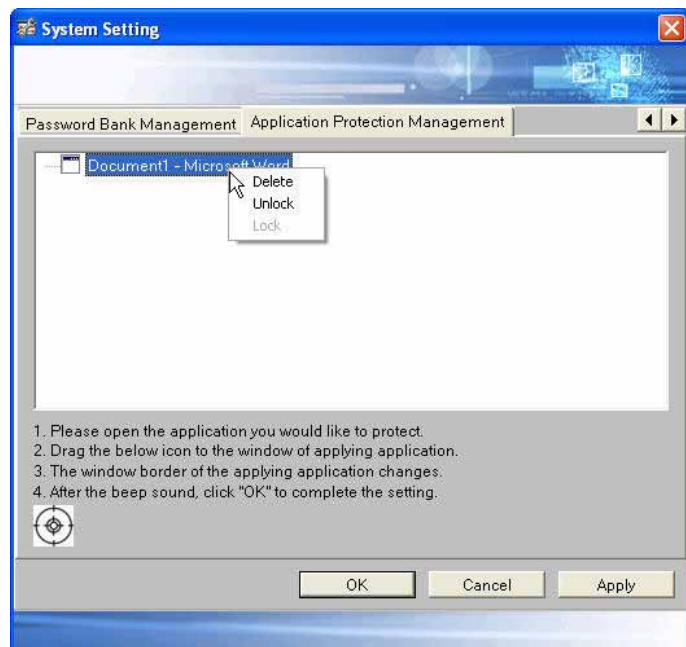 System Setting
Password Bank Management
Application Protection Management
Document1 - Microsoft Word
Delete
Unlock
Lock
1. Please open the application you would like to protect.
2. Drag the below icon to the window of applying application.
3. The window border of the applying application changes.
4. After the beep sound, click "OK" to complete the setting.
OK
Cancel
Apply